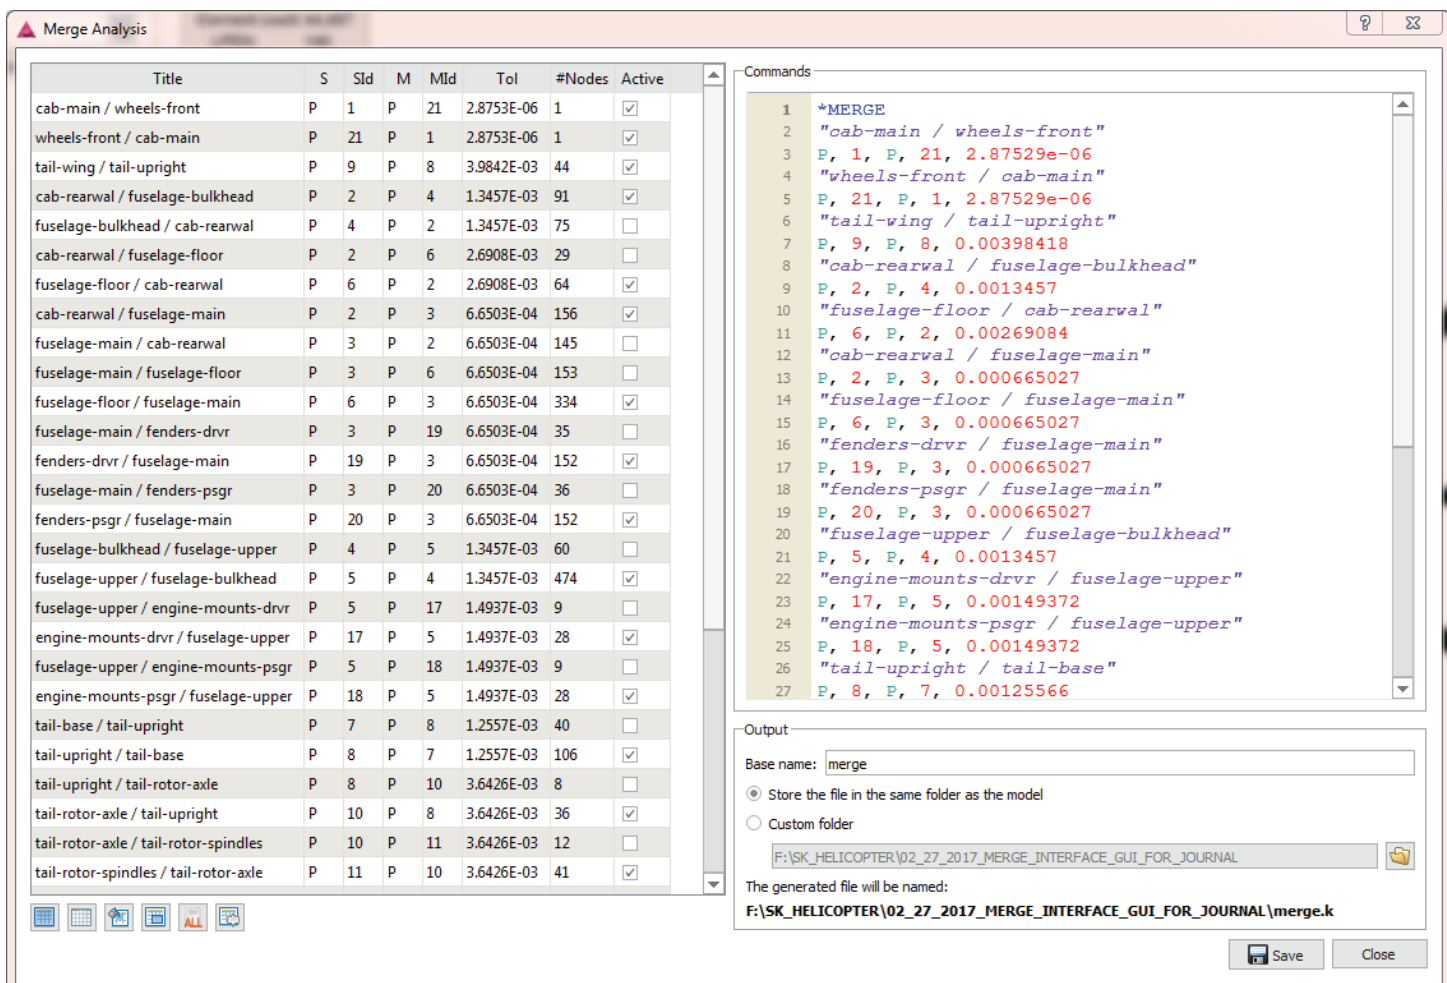 Merge Analysis
Title S SId M MId Tol #Nodes Active
cab-main / wheels-front P 1 P 21 2.8753E-06 1
wheels-front / cab-main P 21 P 1 2.8753E-06 1
tail-wing / tail-upright P 9 P 8 3.9842E-03 44
cab-rearwal / fuselage-bulkhead P 2 P 4 1.3457E-03 91
fuselage-bulkhead / cab-rearwal P 4 P 2 1.3457E-03 75
cab-rearwal / fuselage-floor P 2 P 6 2.6908E-03 29
fuselage-floor / cab-rearwal P 6 P 2 2.6908E-03 64
cab-rearwal / fuselage-main P 2 P 3 6.6503E-04 156
fuselage-main / cab-rearwal P 3 P 2 6.6503E-04 145
fuselage-main / fuselage-floor P 3 P 6 6.6503E-04 153
fuselage-floor / fuselage-main P 6 P 3 6.6503E-04 334
fuselage-main / fenders-drvr P 3 P 19 6.6503E-04 35
fenders-drvr / fuselage-main P 19 P 3 6.6503E-04 152
fuselage-main / fenders-psgr P 3 P 20 6.6503E-04 36
fenders-psgr / fuselage-main P 20 P 3 6.6503E-04 152
fuselage-bulkhead / fuselage-upper P 4 P 5 1.3457E-03 60
fuselage-upper / fuselage-bulkhead P 5 P 4 1.3457E-03 474
fuselage-upper / engine-mounts-drvr P 5 P 17 1.4937E-03 9
engine-mounts-drvr / fuselage-upper P 17 P 5 1.4937E-03 28
fuselage-upper / engine-mounts-psgr P 5 P 18 1.4937E-03 9
engine-mounts-psgr / fuselage-upper P 18 P 5 1.4937E-03 28
tail-base / tail-upright P 7 P 8 1.2557E-03 40
tail-upright / tail-base P 8 P 7 1.2557E-03 106
tail-upright / tail-rotor-axle P 8 P 10 3.6426E-03 8
tail-rotor-axle / tail-upright P 10 P 8 3.6426E-03 36
tail-rotor-axle / tail-rotor-spindles P 10 P 11 3.6426E-03 12
tail-rotor-spindles / tail-rotor-axle P 11 P 10 3.6426E-03 41
ALL
Commands
1 *MERGE
2 "cab-main / wheels-front"
3 P, 1, P, 21, 2.87529e-06
4 "wheels-front / cab-main"
5 P, 21, P, 1, 2.87529e-06
6 "tail-wing / tail-upright"
7 P, 9, P, 8, 0.00398418
8 "cab-rearwal / fuselage-bulkhead"
9 P, 2, P, 4, 0.0013457
10 "fuselage-floor / cab-rearwal"
11 P, 6, P, 2, 0.00269084
12 "cab-rearwal / fuselage-main"
13 P, 2, P, 3, 0.000665027
14 "fuselage-floor / fuselage-main"
15 P, 6, P, 3, 0.000665027
16 "fenders-drvr / fuselage-main"
17 P, 19, P, 3, 0.000665027
18 "fenders-psgr / fuselage-main"
19 P, 20, P, 3, 0.000665027
20 "fuselage-upper / fuselage-bulkhead"
21 P, 5, P, 4, 0.0013457
22 "engine-mounts-drvr / fuselage-upper"
23 P, 17, P, 5, 0.00149372
24 "engine-mounts-psgr / fuselage-upper"
25 P, 18, P, 5, 0.00149372
26 "tail-upright / tail-base"
27 P, 8, P, 7, 0.00125566
Output
Base name: merge
Store the file in the same folder as the model
Custom folder
F:\SK_HELICOPTER\02_27_2017_MERGE_INTERFACE_GUI_FOR_JOURNAL
The generated file will be named:
F:\SK_HELICOPTER\02_27_2017_MERGE_INTERFACE_GUI_FOR_JOURNAL\merge.k
Save Close